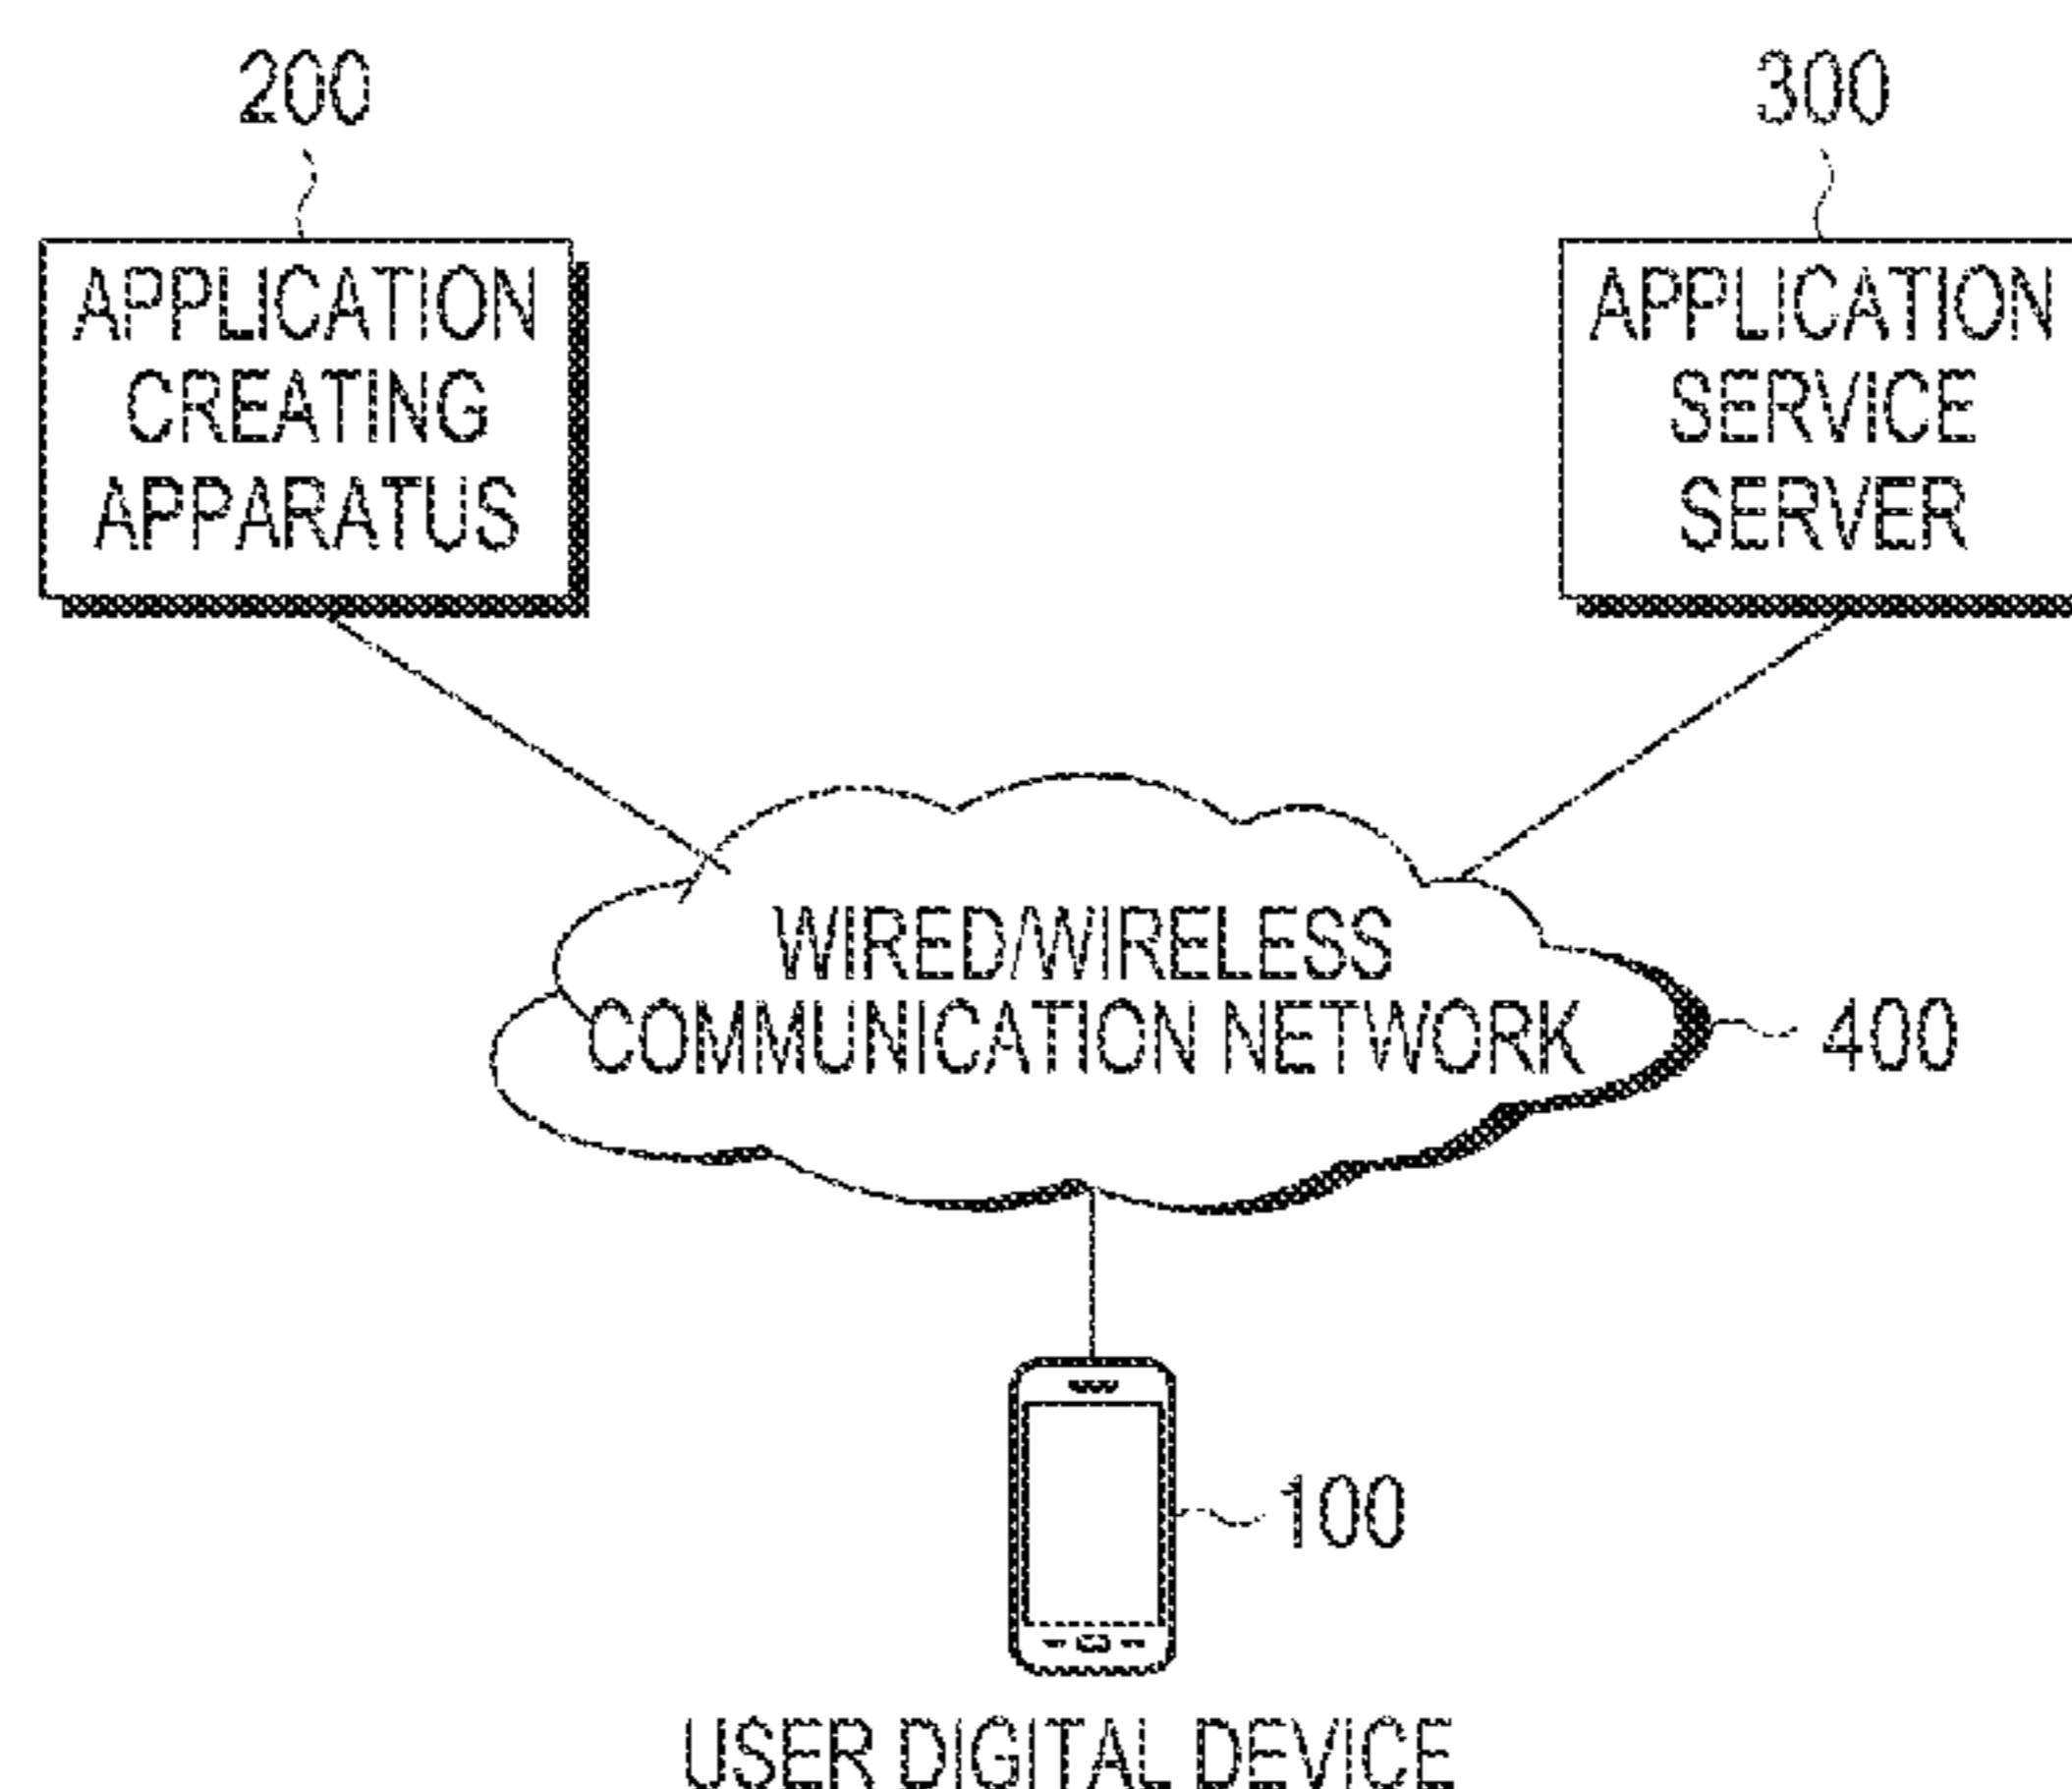 200
300
APPLICATION
CREATING
APPARATUS
APPLICATION
SERVICE
SERVER
WIRED/WIRELESS
COMMUNICATION NETWORK
400
100
USER DIGITAL DEVICE